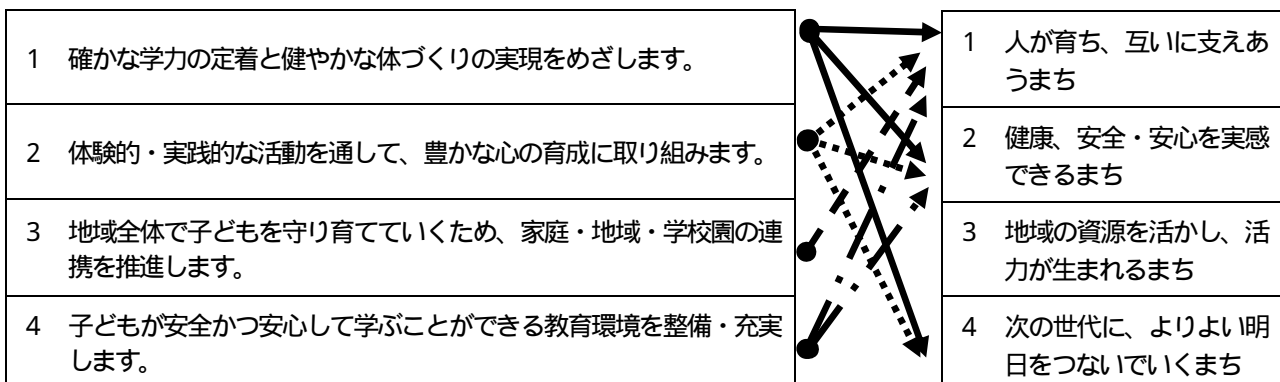 1 確かな学力の定着と健やかな体づくりの実現をめざします。
2 体験的・実践的な活動を通して、豊かな心の育成に取り組みます。
3 地域全体で子どもを守り育てていくため、家庭・地域・学校園の連
携を推進します。
4 子どもが安全かつ安心して学ぶことができる教育環境を整備・充実
します。
1 人が育ち、互いに支えあ
うまち
2 健康、安全・安心を実感
できるまち
3 地域の資源を活かし、活
力が生まれるまち
4 次の世代に、よりよい明
日をつないでいくまち